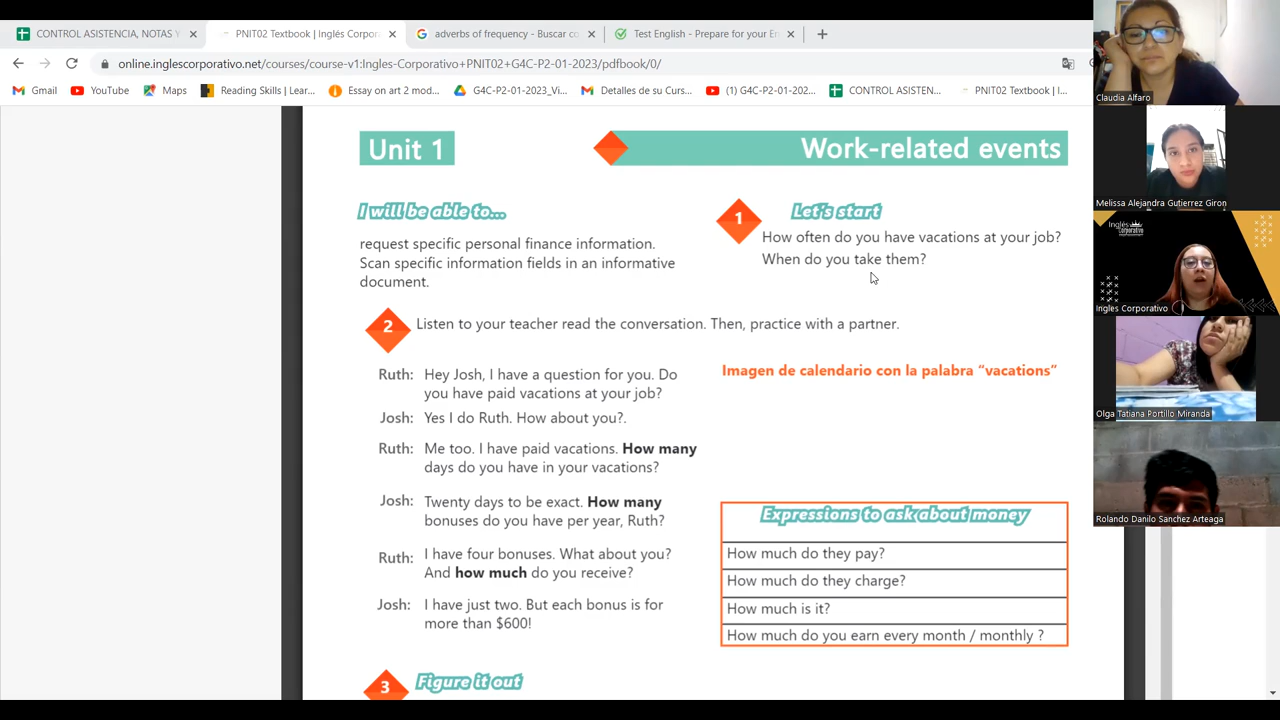 CONTROL ASISTENCIA, NOTAS Y
PNIT02 Textbook | Inglés Corpora
adverbs of frequency - Buscar co
Test English - Prepare for your En
online.inglescorporativo.net/courses/course-v1:Ingles-Corporativo+PNIT02+G4C-P2-01-2023/pdfbook/0/
Gmail
YouTube
Maps
Reading Skills | Lear...
Essay on art 2 mod...
G4C-P2-01-2023_Vi...
Detalles de su Curs...
(1) G4C-P2-01-202...
CONTROL ASISTEN...
PNIT02 Textbook | I...
Unit 1
Work-related events
I will be able to...
request specific personal finance information.
Scan specific information fields in an informative
document.
1
Let's start
How often do you have vacations at your job?
When do you take them?
2
Listen to your teacher read the conversation. Then, practice with a partner.
Ruth: Hey Josh, I have a question for you. Do
you have paid vacations at your job?
Josh: Yes I do Ruth. How about you?.
Ruth: Me too. I have paid vacations. How many
days do you have in your vacations?
Josh: Twenty days to be exact. How many
bonuses do you have per year, Ruth?
Ruth: I have four bonuses. What about you?
And how much do you receive?
Josh: I have just two. But each bonus is for
more than $600!
Imagen de calendario con la palabra “vacations”
Expressions to ask about money
How much do they pay?
How much do they charge?
How much is it?
How much do you earn every month / monthly ?
3
Figure it out
Claudia Alfaro
Melissa Alejandra Gutierrez Giron
Inglés
Corporativo
Ingles Corporativo
Olga Tatiana Portillo Miranda
Rolando Danilo Sanchez Arteaga